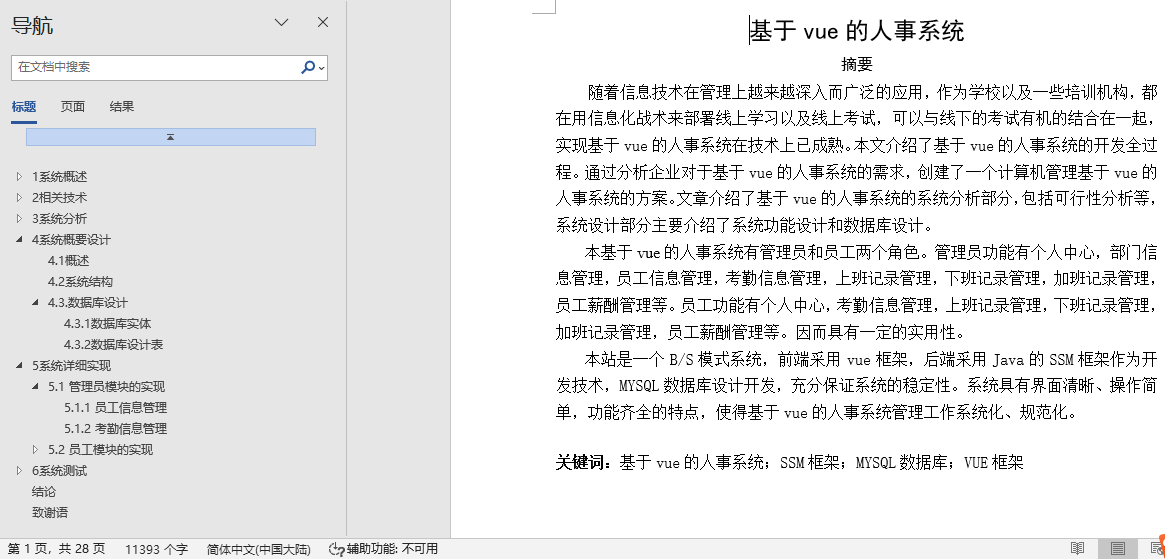 导航
在文档中搜索
标题 页面 结果
1系统概述
2相关技术
3系统分析
4系统概要设计
4.1概述
4.2系统结构
4.3.数据库设计
4.3.1数据库实体
4.3.2数据库设计表
5系统详细实现
5.1 管理员模块的实现
5.1.1 员工信息管理
5.1.2 考勤信息管理
5.2 员工模块的实现
6系统测试
结论
致谢语
基于 vue 的人事系统
摘要
随着信息技术在管理上越来越深入而广泛的应用，作为学校以及一些培训机构，都
在用信息化战术来部署线上学习以及线上考试，可以与线下的考试有机的结合在一起，
实现基于 vue 的人事系统在技术上已成熟。本文介绍了基于 vue 的人事系统的开发全过
程。通过分析企业对于基于 vue 的人事系统的需求，创建了一个计算机管理基于 vue 的
人事系统的方案。文章介绍了基于 vue 的人事系统的系统分析部分，包括可行性分析等，
系统设计部分主要介绍了系统功能设计和数据库设计。
本基于 vue 的人事系统有管理员和员工两个角色。管理员功能有个人中心，部门信
息管理，员工信息管理，考勤信息管理，上班记录管理，下班记录管理，加班记录管理，
员工薪酬管理等。员工功能有个人中心，考勤信息管理，上班记录管理，下班记录管理，
加班记录管理，员工薪酬管理等。因而具有一定的实用性。
本站是一个 B/S 模式系统，前端采用 vue 框架，后端采用 Java 的 SSM 框架作为开
发技术，MYSQL 数据库设计开发，充分保证系统的稳定性。系统具有界面清晰、操作简
单，功能齐全的特点，使得基于 vue 的人事系统管理工作系统化、规范化。
关键词：基于 vue 的人事系统；SSM 框架；MYSQL 数据库；VUE 框架
第 1 页，共 28 页 11393 个字 简体中文(中国大陆) 辅助功能: 不可用